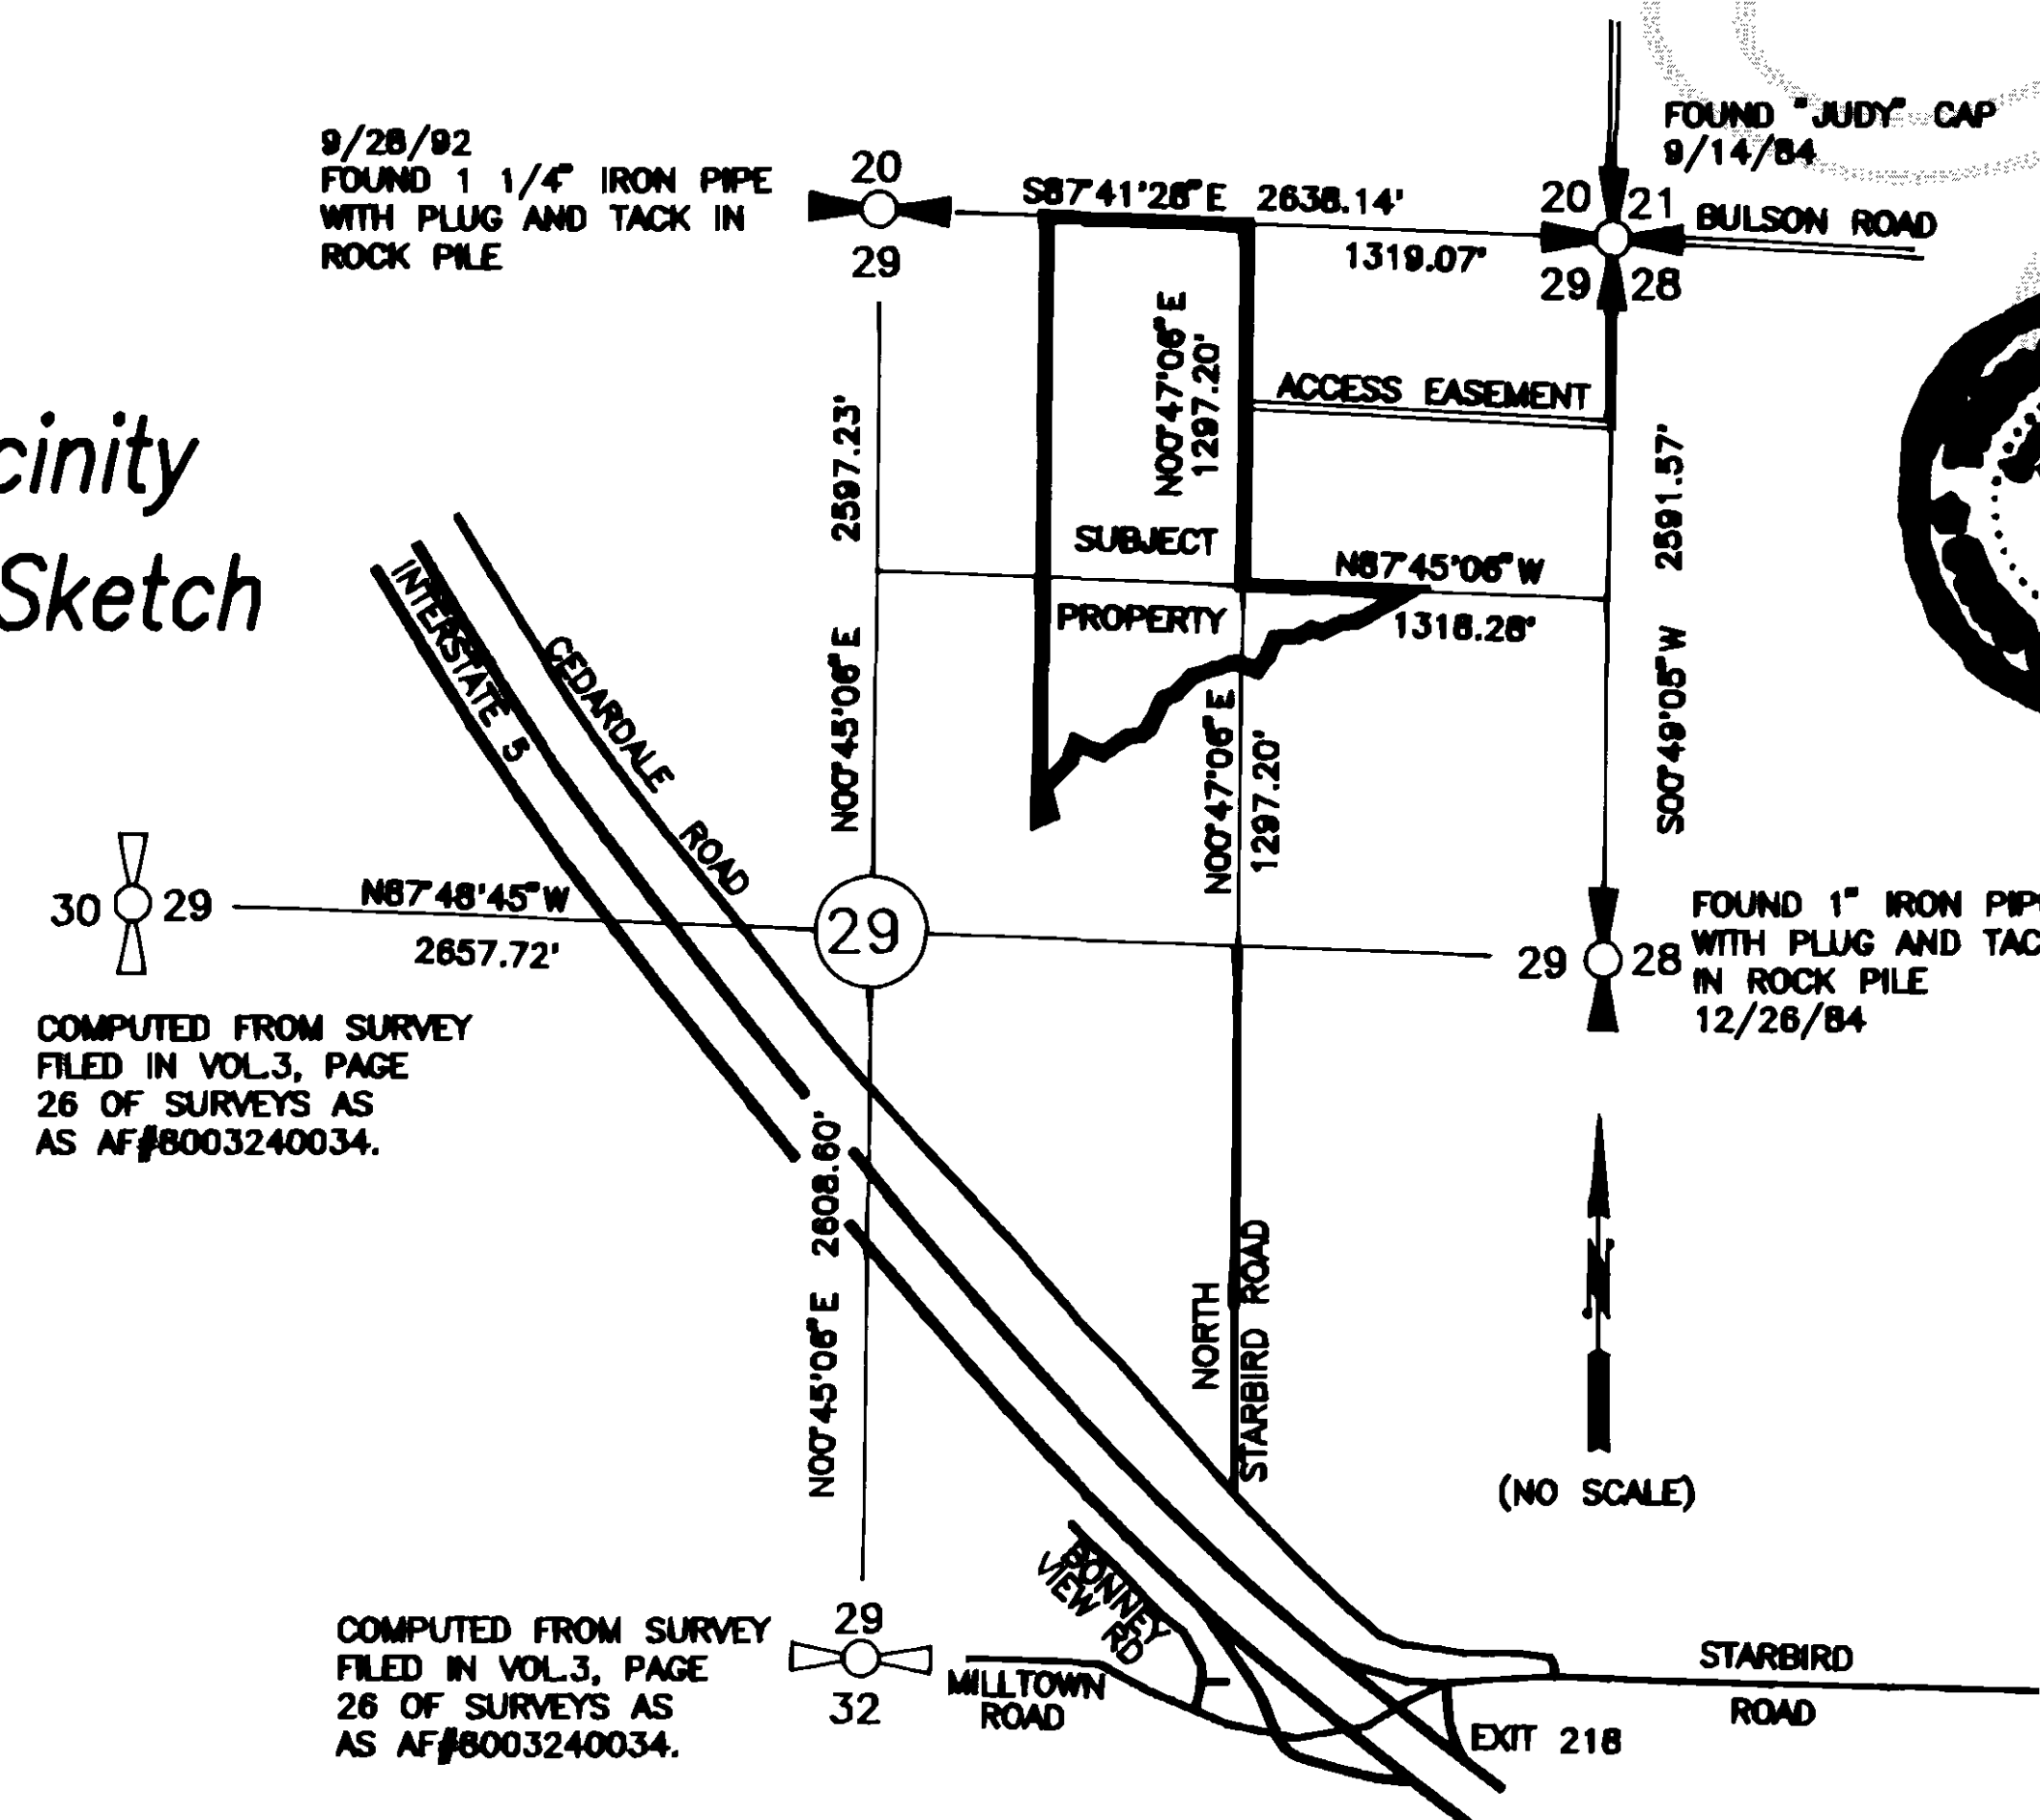 9/28/92
FOUND 1 1/4" IRON PIPE
WITH PLUG AND TACK IN
ROCK PILE
20
29
S87°41'28"E 2638.14'
1319.07'
FOUND "JUDY" CAP
9/14/84
20 21
29 28
BULSON ROAD
N00°47'06"E
1297.20'
ACCESS EASEMENT
2597.23'
N00°45'06"E
2591.57'
S00°49'05"W
cinity
Sketch
SUBJECT
PROPERTY
N87°45'06"W
1318.28'
INTERSTATE 5
CEDARDALE ROAD
N00°47'06"E
1297.20'
30 29
N87°48'45"W
2657.72'
29
29 28
FOUND 1" IRON PIP
WITH PLUG AND TAC
IN ROCK PILE
12/26/84
COMPUTED FROM SURVEY
FILED IN VOL.3, PAGE
26 OF SURVEYS AS
AS AF#8003240034.
2608.60'
N00°45'06"E
NORTH
STARBIRD ROAD
N
(NO SCALE)
BONNEY
VIEW RD
COMPUTED FROM SURVEY
FILED IN VOL.3, PAGE
26 OF SURVEYS AS
AS AF#8003240034.
29
32
MILLTOWN
ROAD
STARBIRD
ROAD
EXIT 218